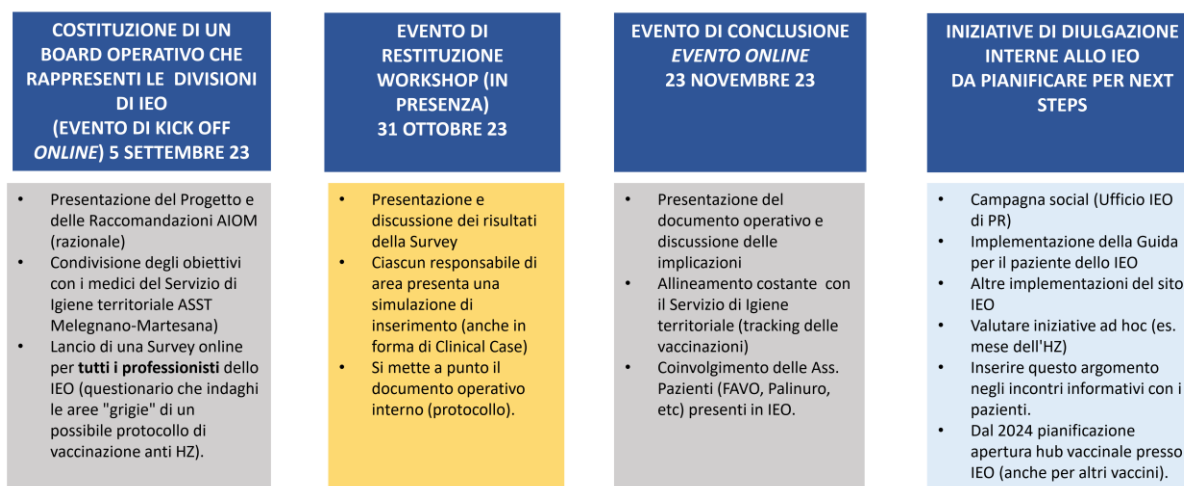 COSTITUZIONE DI UN
BOARD OPERATIVO CHE
RAPPRESENTI LE DIVISIONI
DI IEO
(EVENTO DI KICK OFF
ONLINE) 5 SETTEMBRE 23
• Presentazione del Progetto e
delle Raccomandazioni AIOM
(razionale)
• Condivisione degli obiettivi
con i medici del Servizio di
Igiene territoriale ASST
Melegnano-Martesana)
• Lancio di una Survey online
per tutti i professionisti dello
IEO (questionario che indaghi
le aree "grigie" di un
possibile protocollo di
vaccinazione anti HZ).
EVENTO DI
RESTITUZIONE
WORKSHOP (IN
PRESENZA)
31 OTTOBRE 23
• Presentazione e
discussione dei risultati
della Survey
• Ciascun responsabile di
area presenta una
simulazione di
inserimento (anche in
forma di Clinical Case)
• Si mette a punto il
documento operativo
interno (protocollo).
EVENTO DI CONCLUSIONE
EVENTO ONLINE
23 NOVEMBRE 23
• Presentazione del
documento operativo e
discussione delle
implicazioni
• Allineamento costante con
il Servizio di Igiene
territoriale (tracking delle
vaccinazioni)
• Coinvolgimento delle Ass.
Pazienti (FAVO, Palinuro,
etc) presenti in IEO.
INIZIATIVE DI DIULGAZIONE
INTERNE ALLO IEO
DA PIANIFICARE PER NEXT
STEPS
• Campagna social (Ufficio IEO
di PR)
• Implementazione della Guida
per il paziente dello IEO
• Altre implementazioni del sito
IEO
• Valutare iniziative ad hoc (es.
mese dell'HZ)
• Inserire questo argomento
negli incontri informativi con i
pazienti.
• Dal 2024 pianificazione
apertura hub vaccinale presso
IEO (anche per altri vaccini).